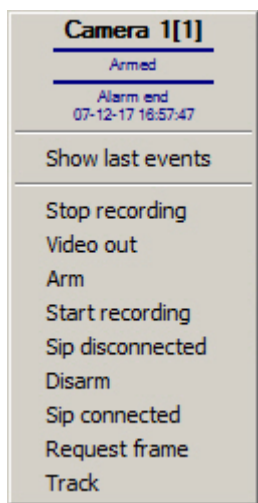 Camera 1[1]
Armed
Alarm end
07-12-17 16:57:47
Show last events
Stop recording
Video out
Arm
Start recording
Sip disconnected
Disarm
Sip connected
Request frame
Track